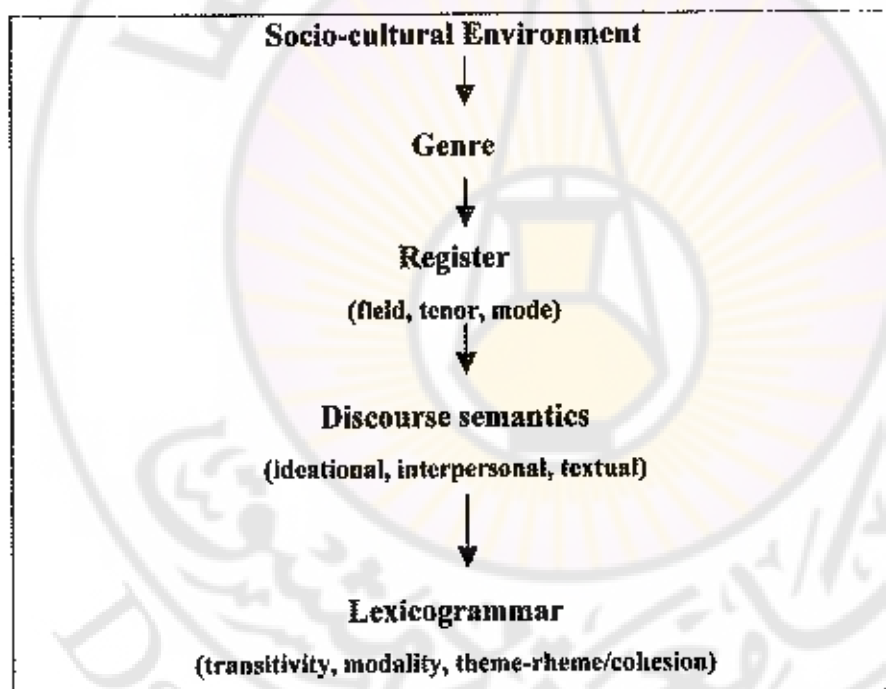 Socio-cultural Environment
Genre
Register
(field, tenor, mode)
Discourse semantics
(ideational, interpersonal, textual)
Lexicogrammar
(transitivity, modality, theme-rheme/cohesion)